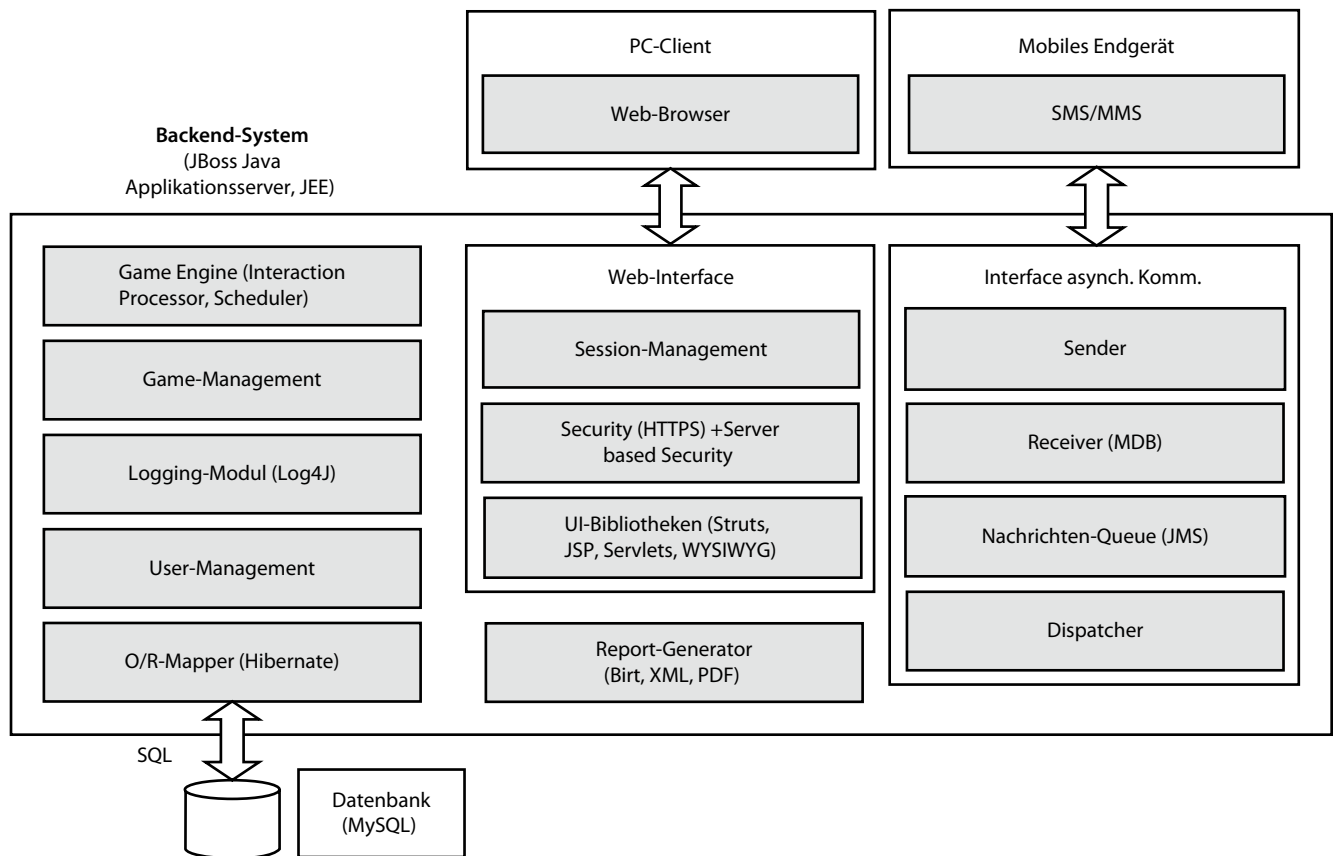 PC-Client
Web-Browser
Mobiles Endgerät
SMS/MMS
Backend-System
(JBoss Java
Applikationsserver, JEE)
Game Engine (Interaction
Processor, Scheduler)
Game-Management
Logging-Modul (Log4J)
User-Management
O/R-Mapper (Hibernate)
Web-Interface
Session-Management
Security (HTTPS) +Server
based Security
UI-Bibliotheken (Struts,
JSP, Servlets, WYSIWYG)
Report-Generator
(Birt, XML, PDF)
Interface asynch. Komm.
Sender
Receiver (MDB)
Nachrichten-Queue (JMS)
Dispatcher
SQL
Datenbank
(MySQL)